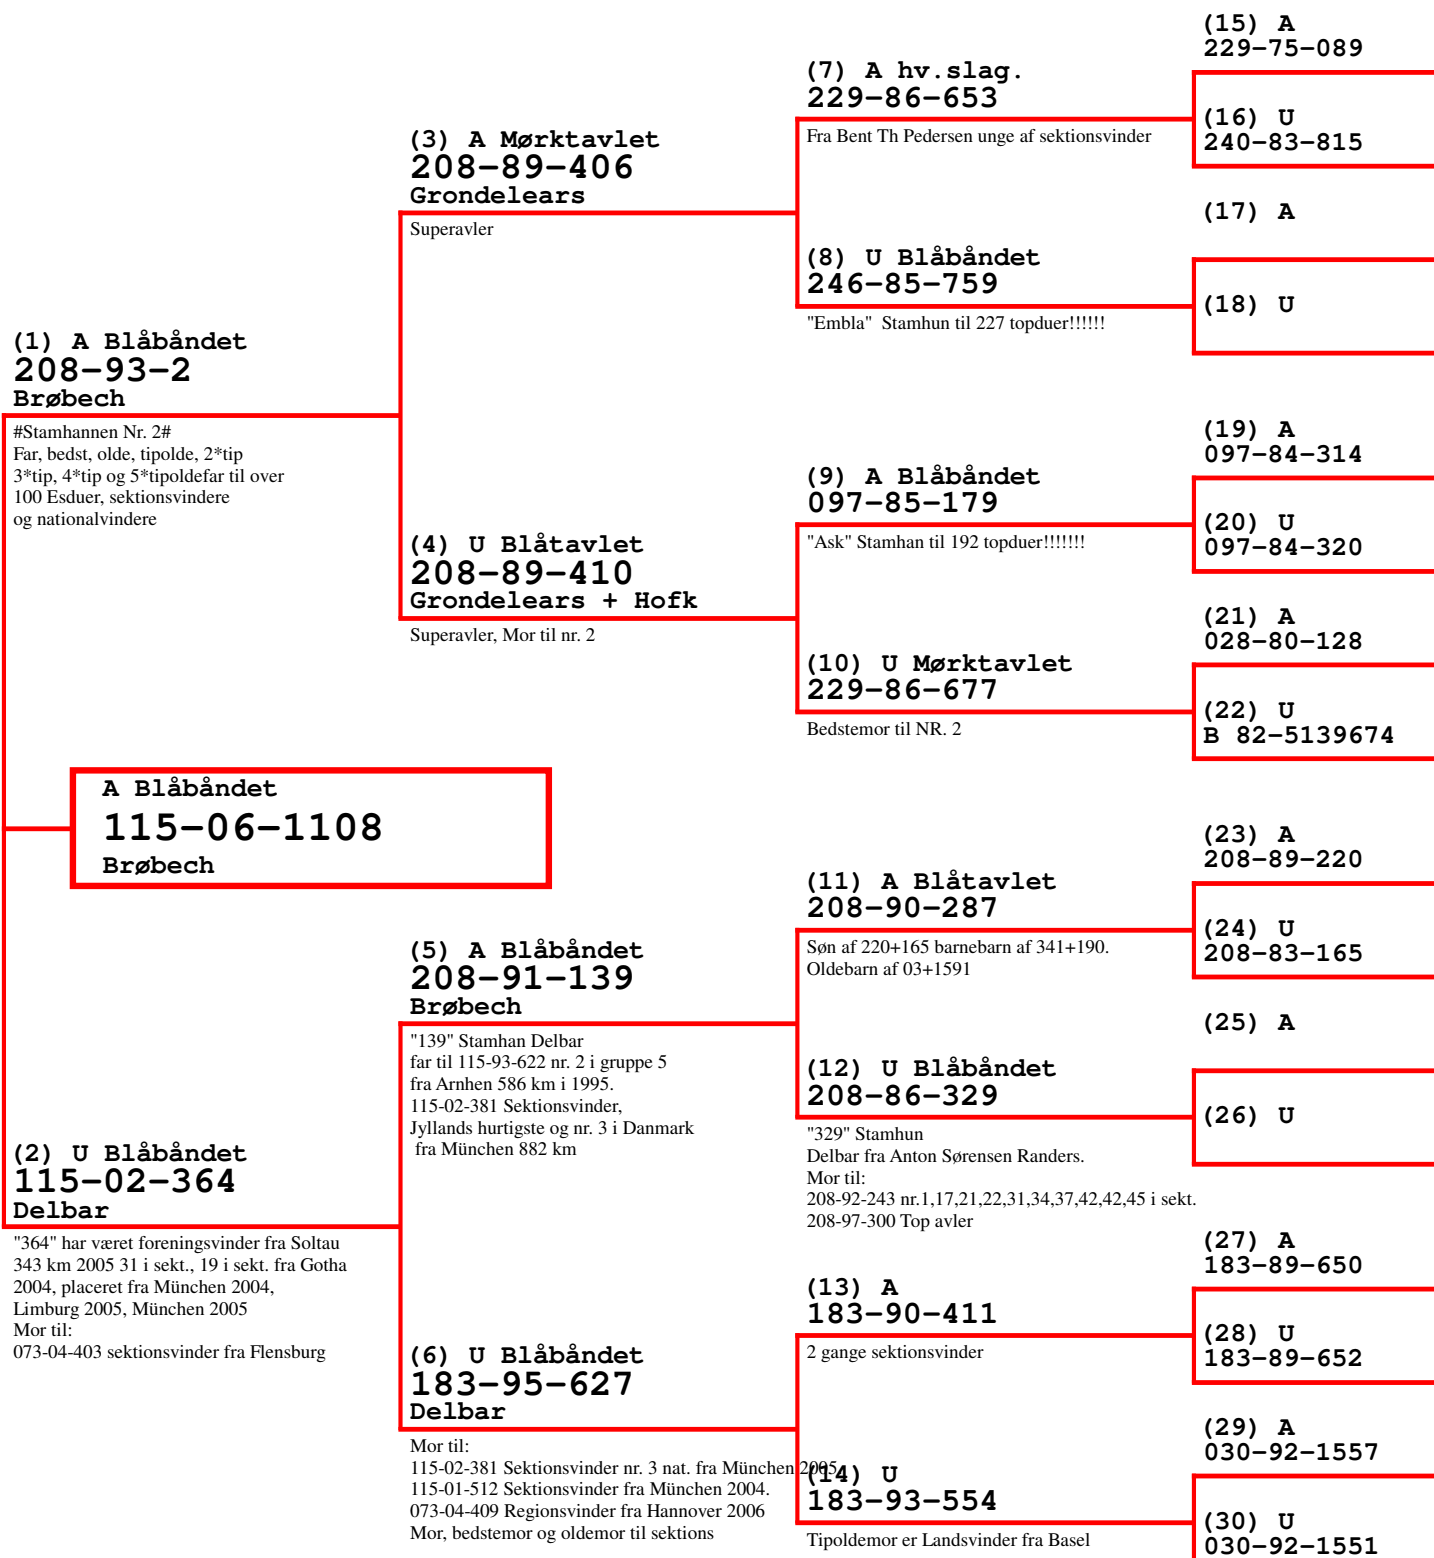 (1) A Blåbåndet
208-93-2
Brøbech
#Stamhannen Nr. 2#
Far, bedst, olde, tipolde, 2*tip
3*tip, 4*tip og 5*tipoldefar til over
100 Esduer, sektionsvindere
og nationalvindere
A Blåbåndet
115-06-1108
Brøbech
(2) U Blåbåndet
115-02-364
Delbar
"364" har været foreningsvinder fra Soltau
343 km 2005 31 i sekt., 19 i sekt. fra Gotha
2004, placeret fra München 2004,
Limburg 2005, München 2005
Mor til:
073-04-403 sektionsvinder fra Flensburg
(3) A Mørktavlet
208-89-406
Grondelears
Superavler
(4) U Blåtavlet
208-89-410
Grondelears + Hofk
Superavler, Mor til nr. 2
(5) A Blåbåndet
208-91-139
Brøbech
"139" Stamhan Delbar
far til 115-93-622 nr. 2 i gruppe 5
fra Arnhen 586 km i 1995.
115-02-381 Sektionsvinder,
Jyllands hurtigste og nr. 3 i Danmark
fra München 882 km
(6) U Blåbåndet
183-95-627
Delbar
Mor til:
115-02-381 Sektionsvinder nr. 3 nat. fra München 2005.
115-01-512 Sektionsvinder fra München 2004.
073-04-409 Regionsvinder fra Hannover 2006
Mor, bedstemor og oldemor til sektions
(7) A hv.slag.
229-86-653
Fra Bent Th Pedersen unge af sektionsvinder
(8) U Blåbåndet
246-85-759
"Embla"  Stamhun til 227 topduer!!!!!!
(9) A Blåbåndet
097-85-179
"Ask" Stamhan til 192 topduer!!!!!!!
(10) U Mørktavlet
229-86-677
Bedstemor til NR. 2
(11) A Blåtavlet
208-90-287
Søn af 220+165 barnebarn af 341+190.
Oldebarn af 03+1591
(12) U Blåbåndet
208-86-329
"329" Stamhun
Delbar fra Anton Sørensen Randers.
Mor til:
208-92-243 nr.1,17,21,22,31,34,37,42,42,45 i sekt.
208-97-300 Top avler
(13) A
183-90-411
2 gange sektionsvinder
(14) U
183-93-554
Tipoldemor er Landsvinder fra Basel
(15) A
229-75-089
(16) U
240-83-815
(17) A
(18) U
(19) A
097-84-314
(20) U
097-84-320
(21) A
028-80-128
(22) U
B 82-5139674
(23) A
208-89-220
(24) U
208-83-165
(25) A
(26) U
(27) A
183-89-650
(28) U
183-89-652
(29) A
030-92-1557
(30) U
030-92-1551